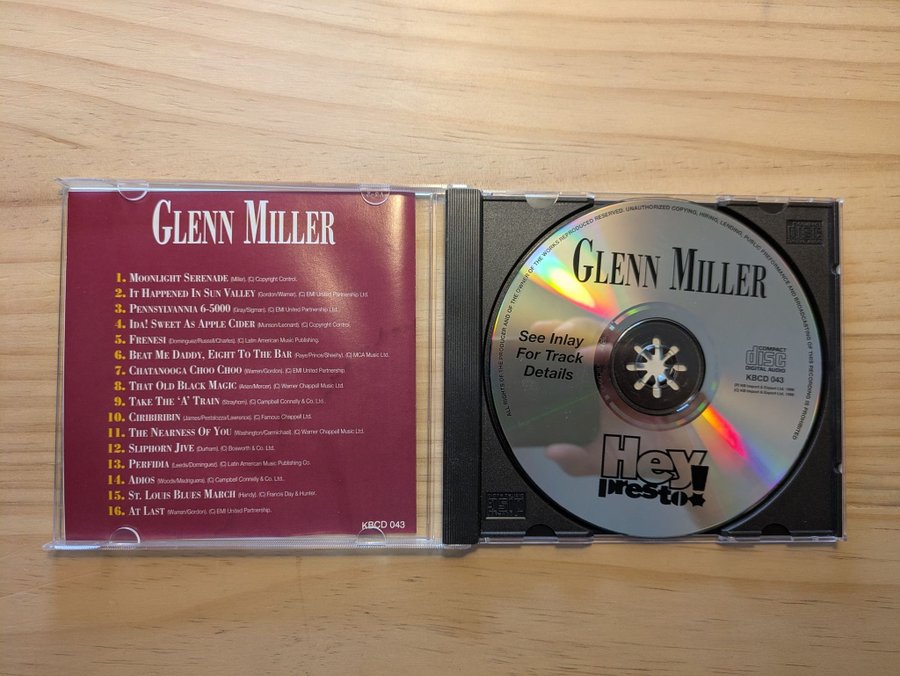 GLENN MILLER
1. MOONLIGHT SERENADE (Miller). (C) Copyright Control.
2. IT HAPPENED IN SUN VALLEY (Gordon/Warren). (C) EMI United Partnership Ltd.
3. PENNSYLVANNIA 6-5000 (Gray/Sigman). (C) EMI United Partnership Ltd.
4. IDA! SWEET AS APPLE CIDER (Munson/Leonard). (C) Copyright Control.
5. FRENESI (Dominguez/Russell/Charles). (C) Latin American Music Publishing.
6. BEAT ME DADDY, EIGHT TO THE BAR (Raye/Prince/Sheehy). (C) MCA Music Ltd.
7. CHATANOOGA CHOO CHOO (Warren/Gordon). (C) EMI United Partnership.
8. THAT OLD BLACK MAGIC (Arlen/Mercer). (C) Warner Chappell Music Ltd.
9. TAKE THE 'A' TRAIN (Strayhorn). (C) Campbell Connelly & Co. Ltd.
10. CIRIBIRIBIN (James/Pestalozza/Lawrence). (C) Famous Chappell Ltd.
11. THE NEARNESS OF YOU (Washington/Carmichael). (C) Warner Chappell Music Ltd.
12. SLIPHORN JIVE (Durham). (C) Bosworth & Co. Ltd.
13. PERFIDIA (Leeds/Dominguez). (C) Latin American Music Publishing Co.
14. ADIOS (Woods/Madriguera). (C) Campbell Connelly & Co. Ltd.
15. ST. LOUIS BLUES MARCH (Handy). (C) Francis Day & Hunter.
16. AT LAST (Warren/Gordon). (C) EMI United Partnership.
KBCD 043
ALL RIGHTS OF THE PRODUCER AND OF THE OWNER OF THE WORKS REPRODUCED RESERVED. UNAUTHORIZED COPYING, HIRING, LENDING, PUBLIC PREFORMANCE AND BROADCASTING OF THIS RECORDING IS PROHIBITED
GLENN MILLER
See Inlay
For Track
Details
COMPACT
disc
DIGITAL AUDIO
KBCD 043
Hey
presto!